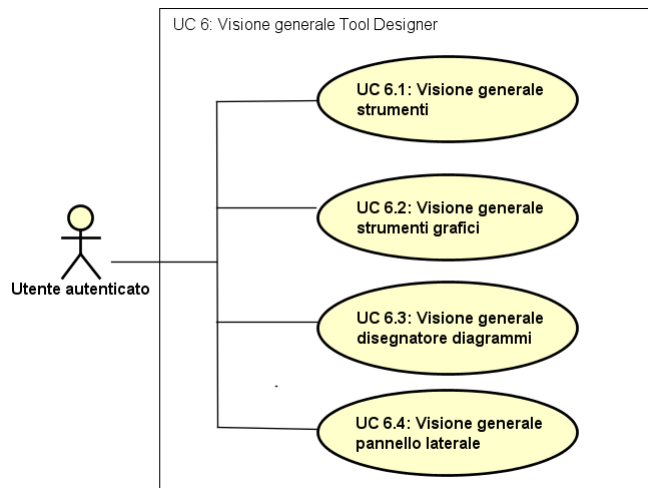 UC 6: Visione generale Tool Designer
UC 6.1: Visione generale
strumenti
UC 6.2: Visione generale
strumenti grafici
Utente autenticato
UC 6.3: Visione generale
disegnatore diagrammi
UC 6.4: Visione generale
pannello laterale